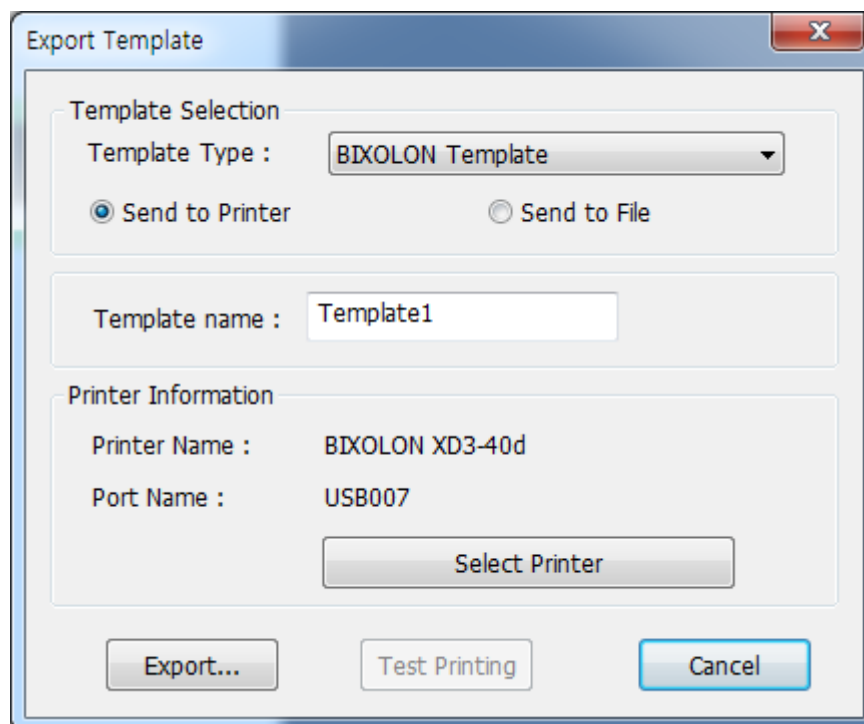 Export Template
Template Selection
Template Type : BIXOLON Template
Send to Printer Send to File
Template name : Template1
Printer Information
Printer Name : BIXOLON XD3-40d
Port Name : USB007
Select Printer
Export... Test Printing Cancel